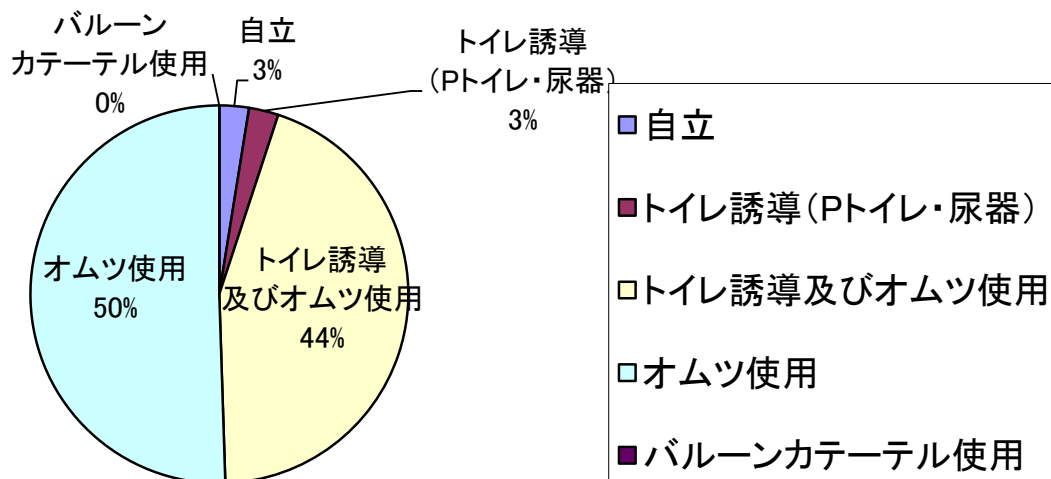 バルーン
カテーテル使用
0%
自立
3%
トイレ誘導
(Pトイレ・尿器)
3%
オムツ使用
50%
トイレ誘導
及びオムツ使用
44%
自立
トイレ誘導(Pトイレ・尿器)
トイレ誘導及びオムツ使用
オムツ使用
バルーンカテーテル使用